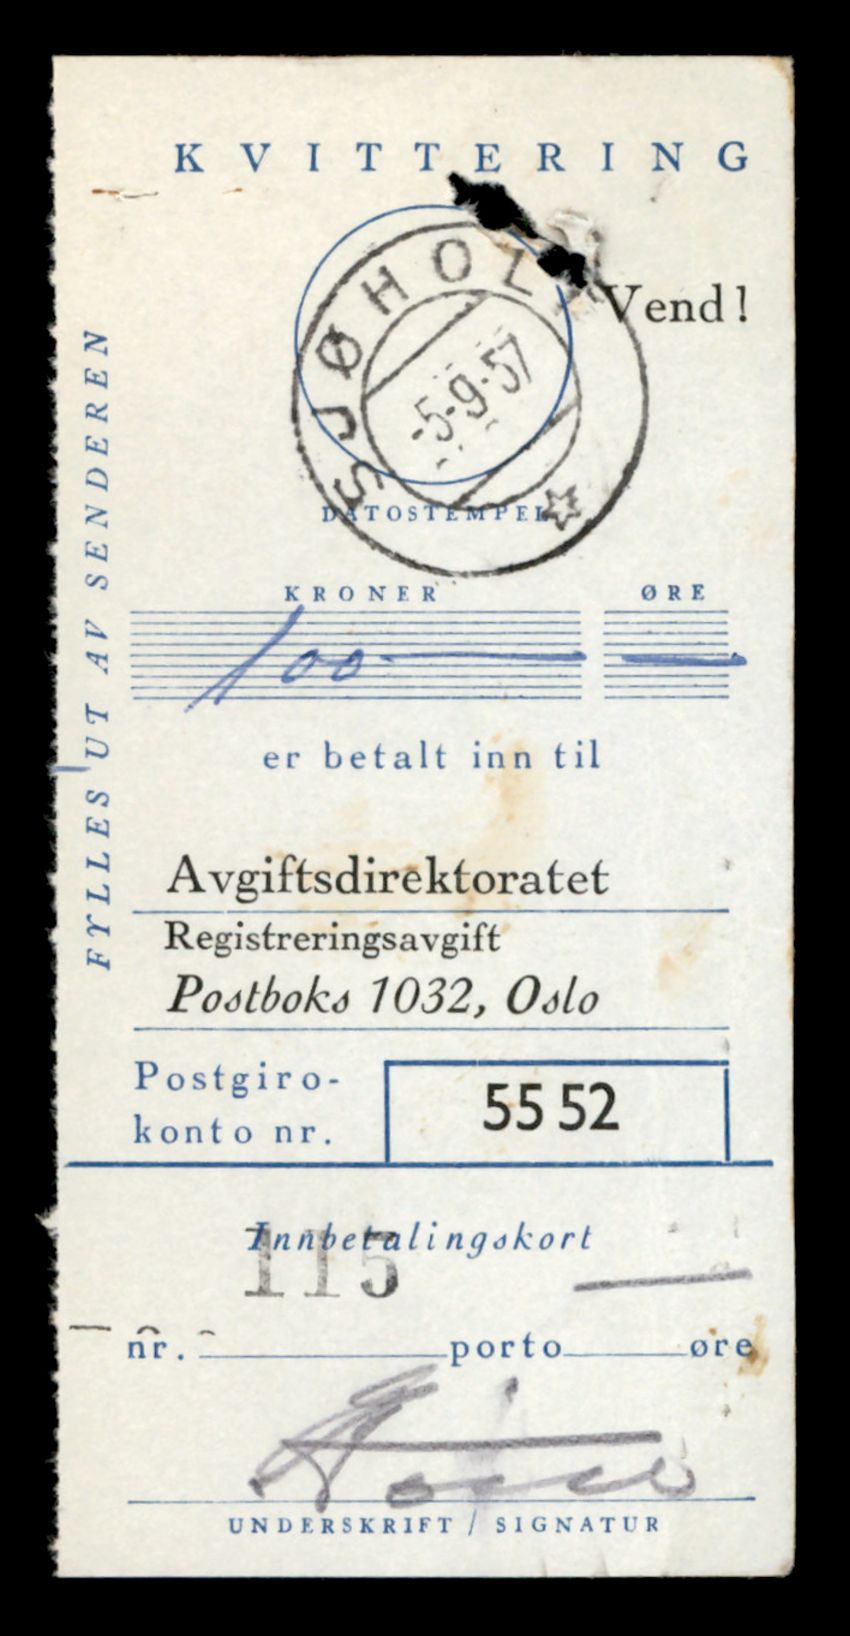 KVITTERING
Vend!
SJØHOLT
-5-9-57
DATOSTEMPEL
FYLLES UT AV SENDEREN
KRONER ØRE
100 — —
er betalt inn til
Avgiftsdirektoratet
Registreringsavgift
Postboks 1032, Oslo
Postgiro-
konto nr.
55 52
Innbetalingskort
115 —
nr. porto øre
UNDERSKRIFT / SIGNATUR